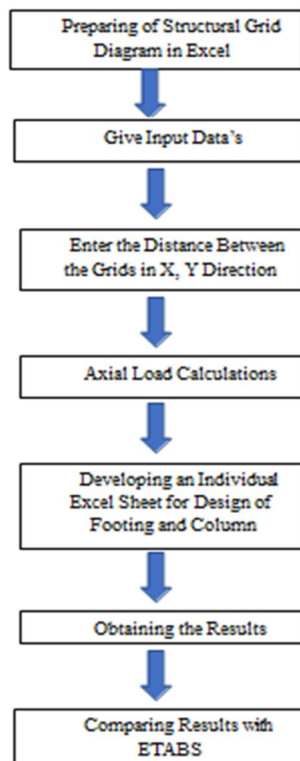 Preparing of Structural Grid
Diagram in Excel
Give Input Data's
Enter the Distance Between
the Grids in X, Y Direction
Axial Load Calculations
Developing an Individual
Excel Sheet for Design of
Footing and Column
Obtaining the Results
Comparing Results with
ETABS